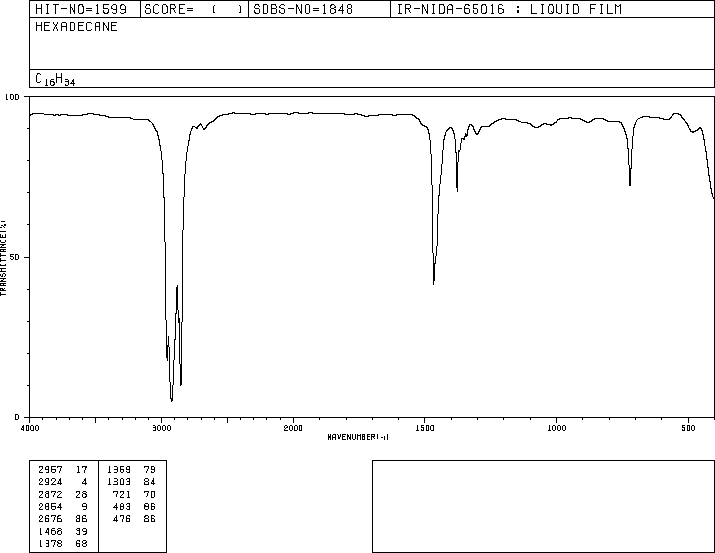 HIT-NO=1599 SCORE= ( ) SDBS-NO=1848 IR-NIDA-65016 : LIQUID FILM
HEXADECANE
C16H34
100
50
0
TRANSMITTANCE(%)
4000 3000 2000 1500 1000 500
WAVENUMBER(-1)
2957 17 1369 79
2924 4 1303 84
2872 28 721 70
2854 9 483 86
2676 86 476 86
1468 39
1378 68